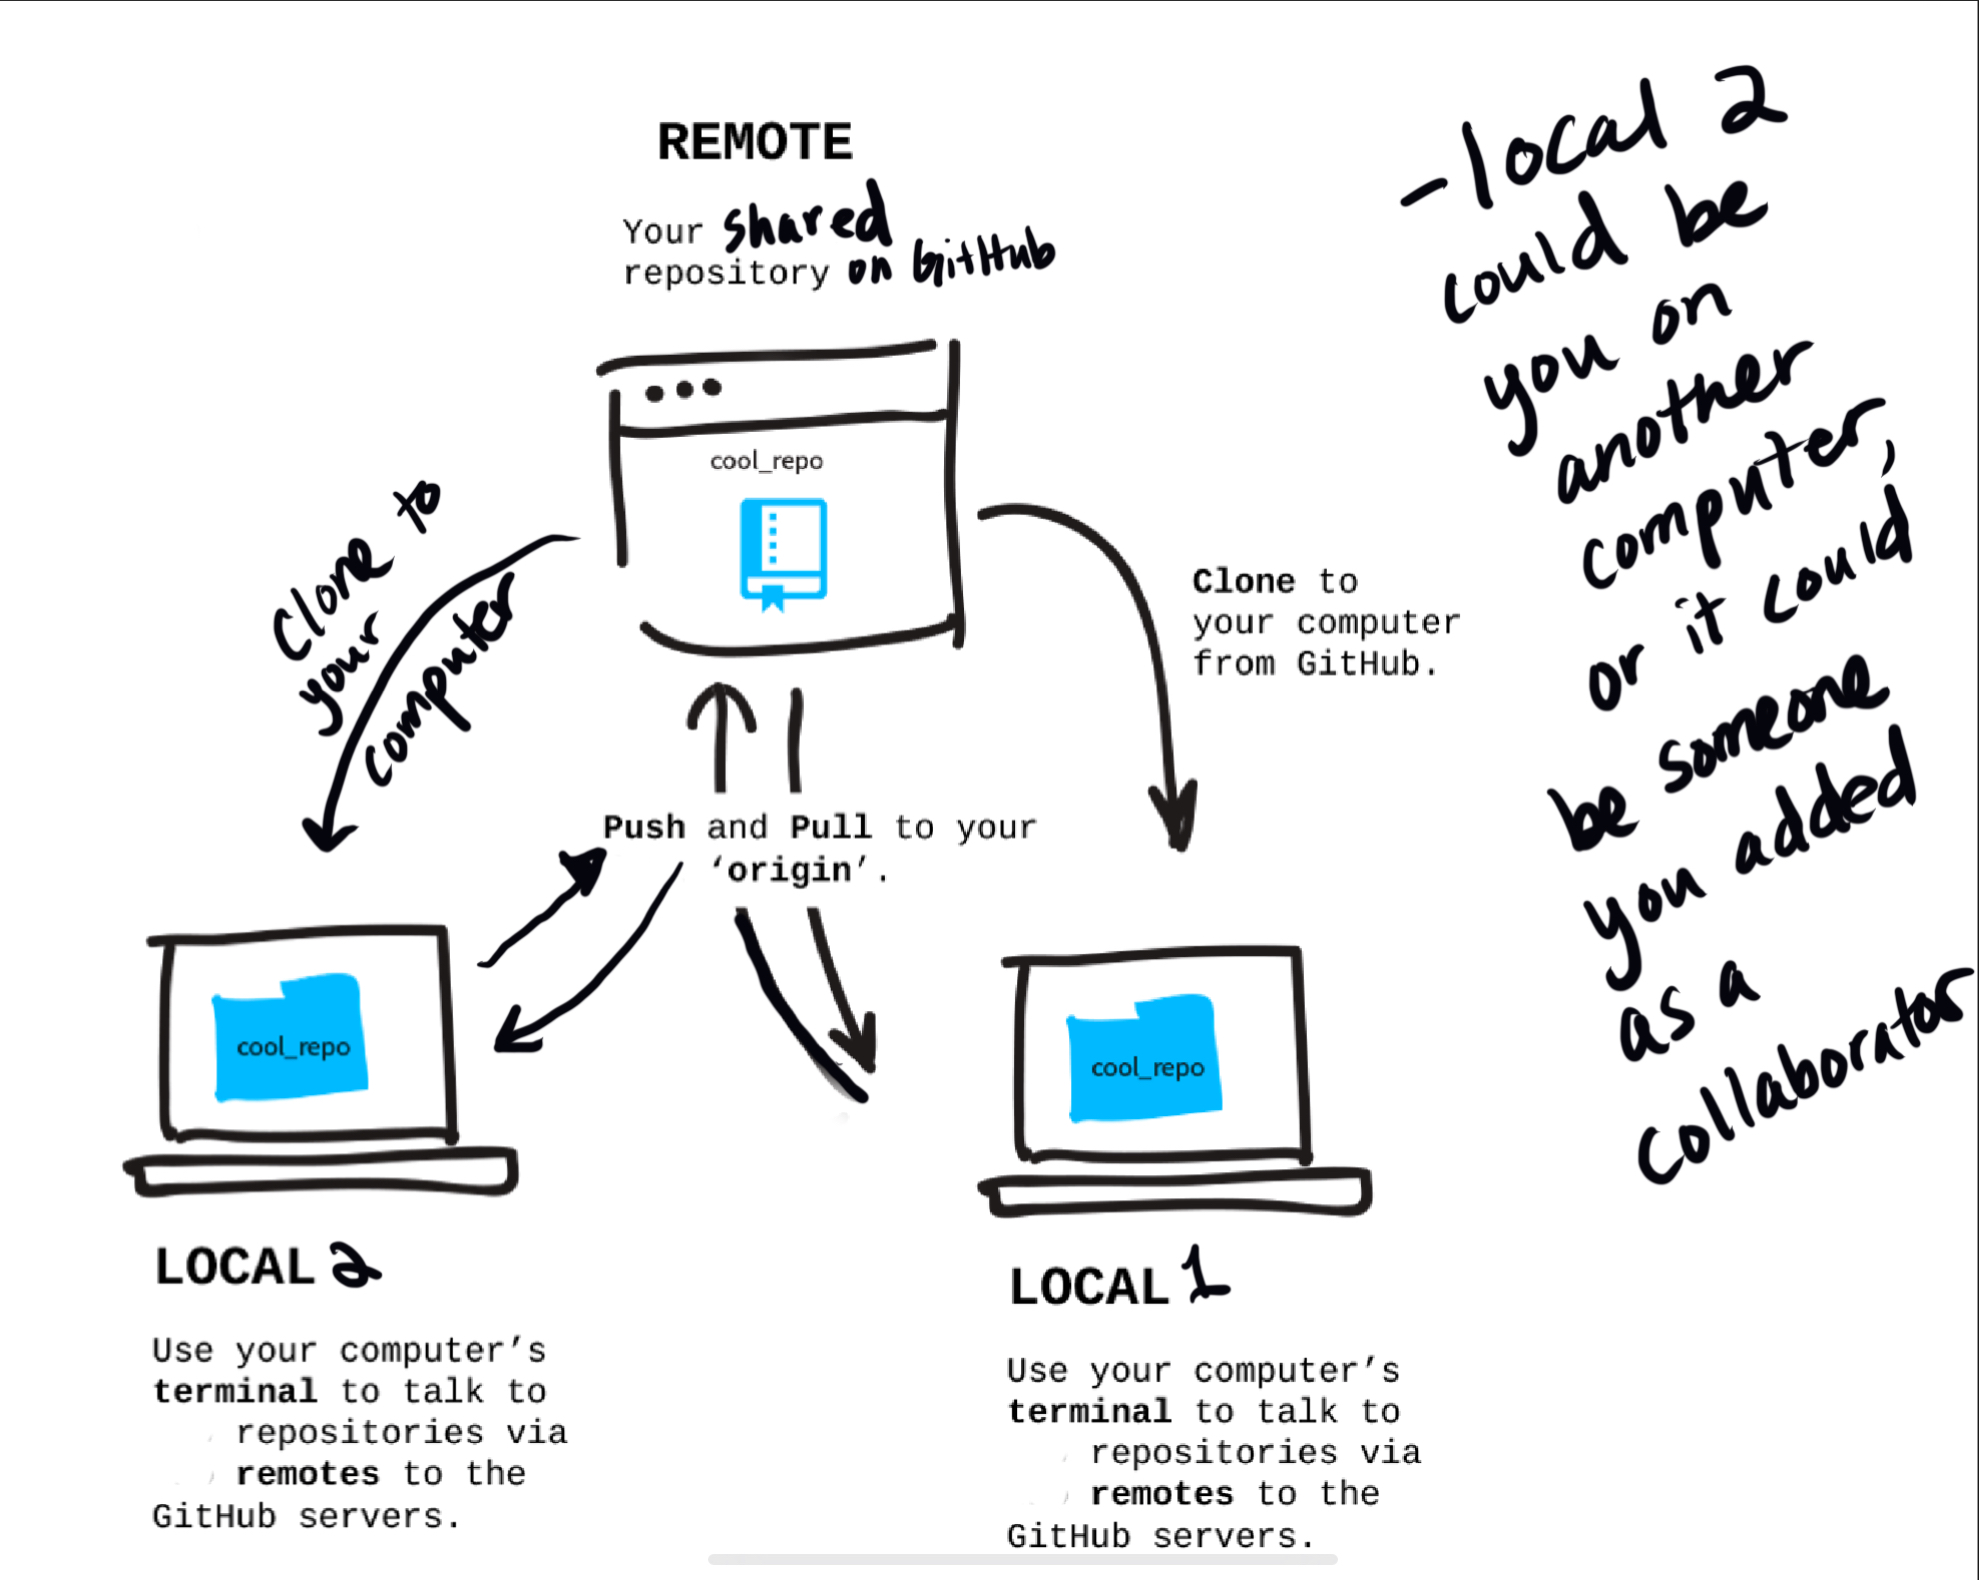 REMOTE
Your shared
repository on GitHub
cool_repo
Clone to
your
computer
Clone to
your computer
from GitHub.
Push and Pull to your
‘origin’.
cool_repo
LOCAL 2
Use your computer’s
terminal to talk to
repositories via
remotes to the
GitHub servers.
cool_repo
LOCAL 1
Use your computer’s
terminal to talk to
repositories via
remotes to the
GitHub servers.
-local 2
could be
you on
another
computer,
or it could
be someone
you added
as a
collaborator